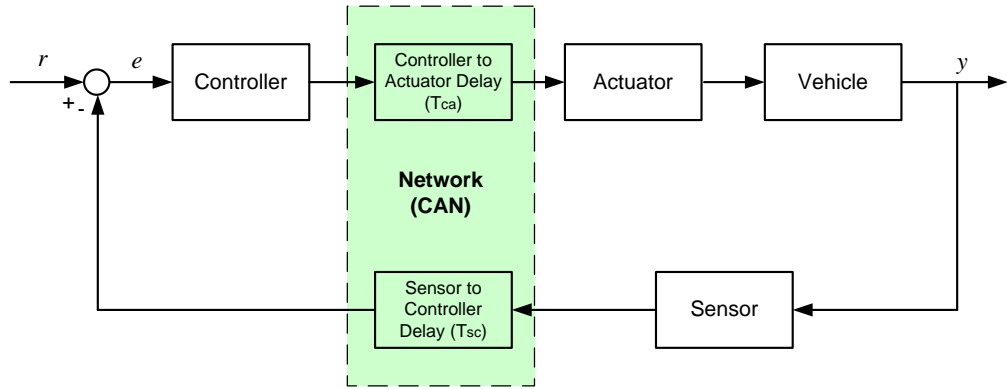 r
e
+
-
Controller
Controller to
Actuator Delay
(Tca)
Actuator
Vehicle
y
Network
(CAN)
Sensor to
Controller
Delay (Tsc)
Sensor